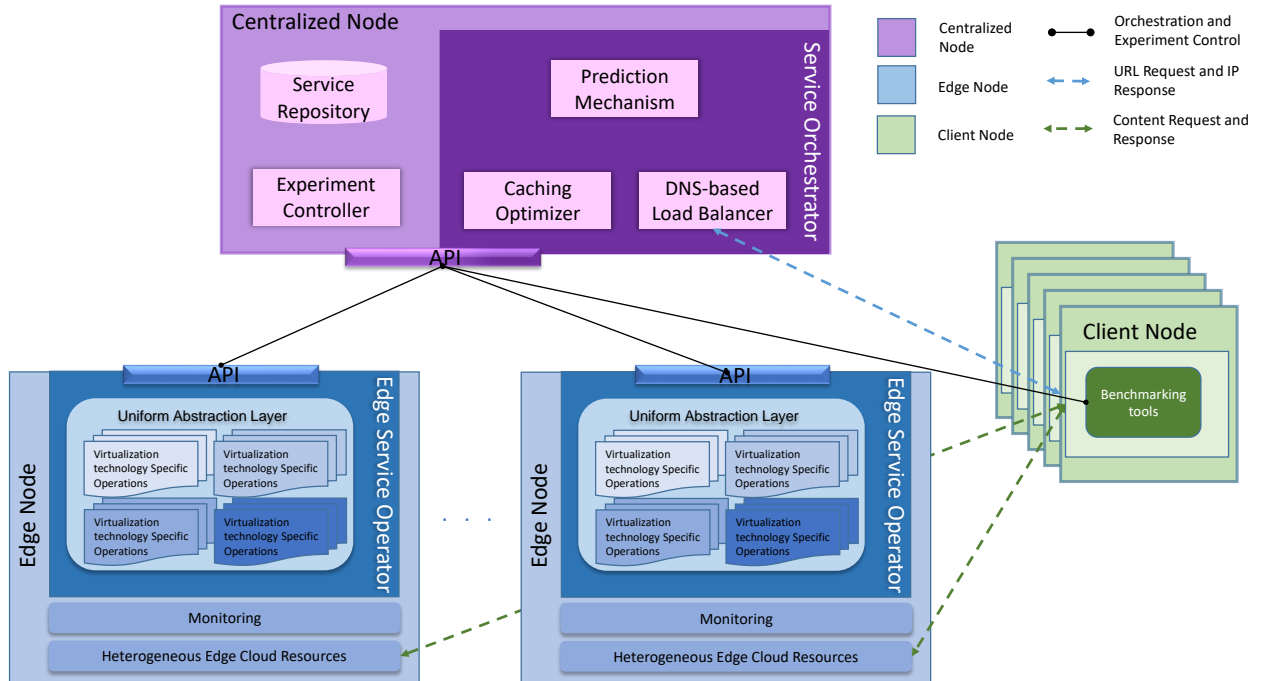 Centralized Node
Service
Repository
Experiment
Controller
Prediction
Mechanism
Caching
Optimizer
DNS-based
Load Balancer
Service Orchestrator
API
Centralized
Node
Edge Node
Client Node
Orchestration and
Experiment Control
URL Request and IP
Response
Content Request and
Response
Client Node
Benchmarking
tools
API
Edge Node
Edge Service Operator
Uniform Abstraction Layer
Virtualization
technology Specific
Operations
Virtualization
technology Specific
Operations
Virtualization
technology Specific
Operations
Virtualization
technology Specific
Operations
Monitoring
Heterogeneous Edge Cloud Resources
. . .
API
Edge Node
Edge Service Operator
Uniform Abstraction Layer
Virtualization
technology Specific
Operations
Virtualization
technology Specific
Operations
Virtualization
technology Specific
Operations
Virtualization
technology Specific
Operations
Monitoring
Heterogeneous Edge Cloud Resources